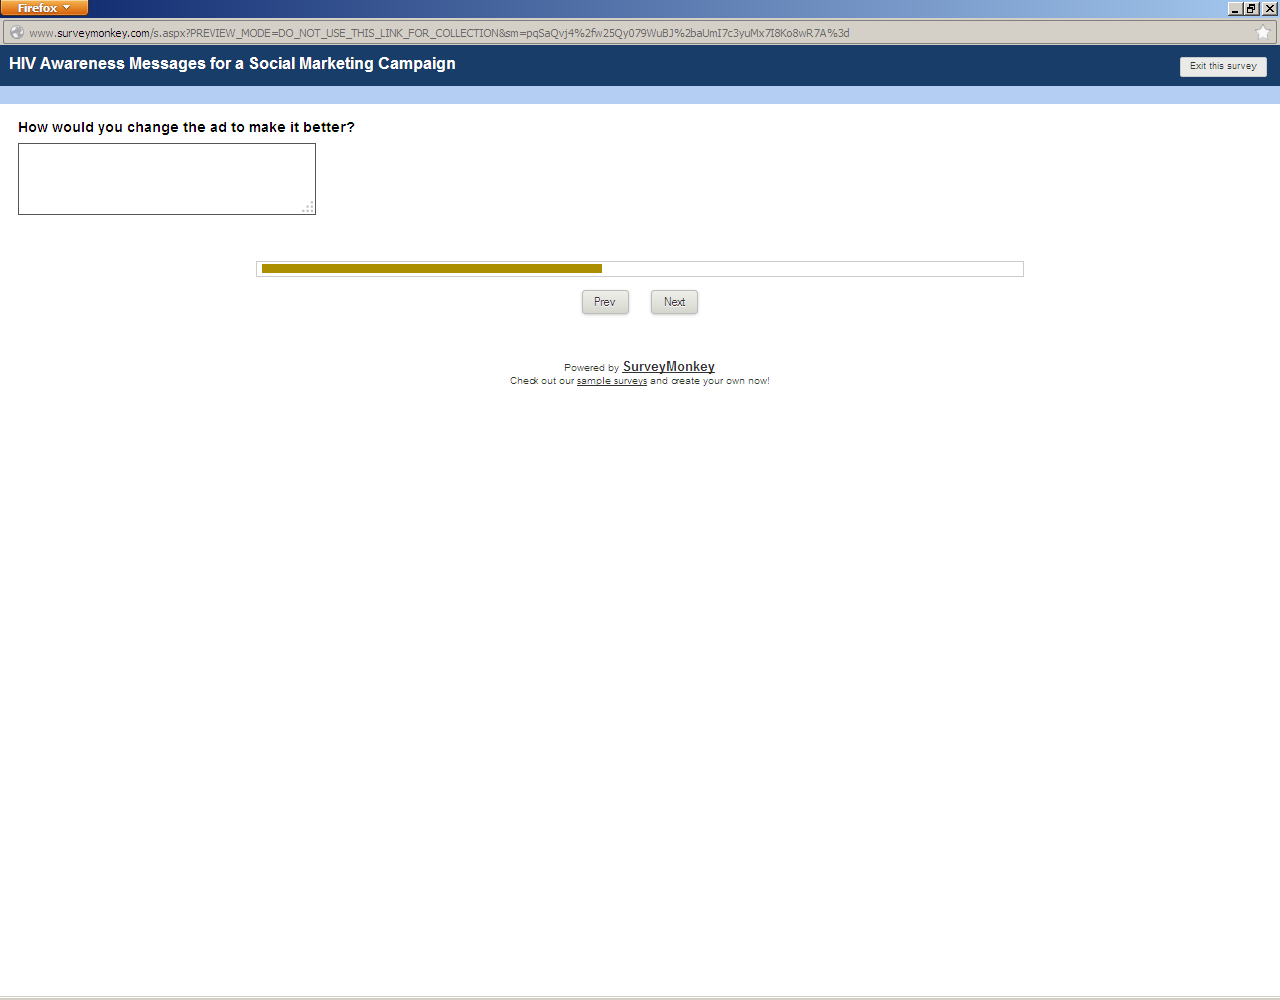 Firefox
www.surveymonkey.com/s.aspx?PREVIEW_MODE=DO_NOT_USE_THIS_LINK_FOR_COLLECTION&sm=pqSaQvj4%2fw25Qy079WuBJ%2baUmI7c3yuMx7I8Ko8wR7A%3d
HIV Awareness Messages for a Social Marketing Campaign
Exit this survey
How would you change the ad to make it better?
Prev Next
Powered by SurveyMonkey
Check out our sample surveys and create your own now!